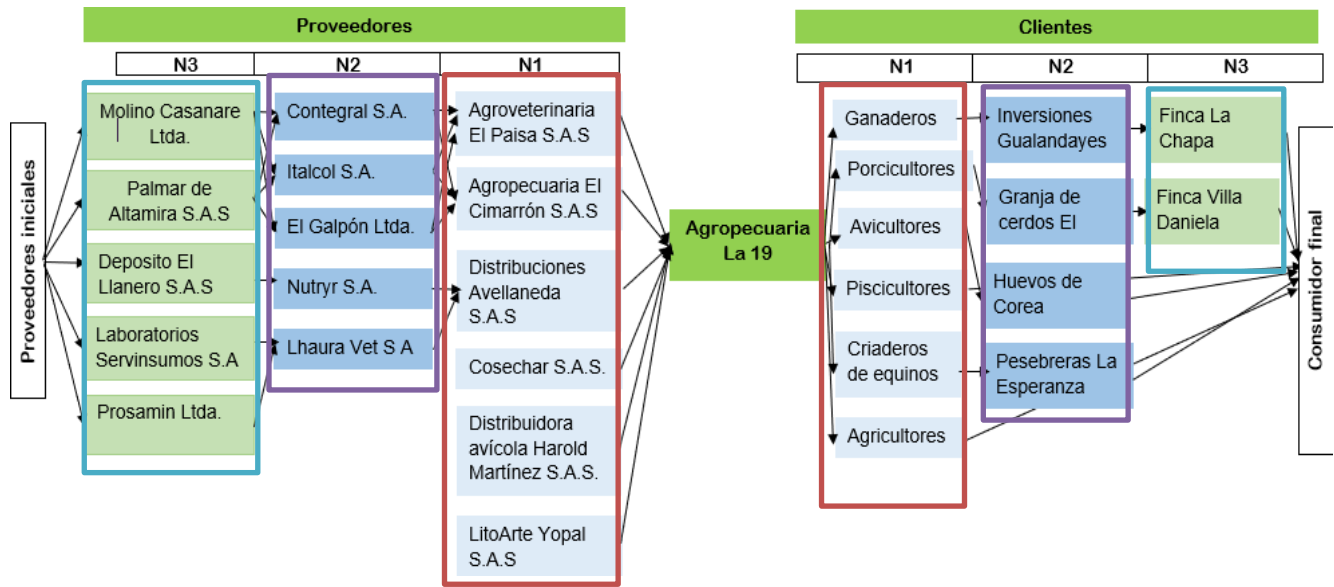 Proveedores
N3
N2
N1
Proveedores iniciales
Molino Casanare
Ltda.
Palmar de
Altamira S.A.S
Deposito El
Llanero S.A.S
Laboratorios
Servinsumos S.A
Prosamin Ltda.
Contegral S.A.
Italcol S.A.
El Galpón Ltda.
Nutryr S.A.
Lhaura Vet S A
Agroveterinaria
El Paisa S.A.S
Agropecuaria El
Cimarrón S.A.S
Distribuciones
Avellaneda
S.A.S
Cosechar S.A.S.
Distribuidora
avícola Harold
Martínez S.A.S.
LitoArte Yopal
S.A.S
Agropecuaria
La 19
Clientes
N1
N2
N3
Ganaderos
Porcicultores
Avicultores
Piscicultores
Criaderos
de equinos
Agricultores
Inversiones
Gualandayes
Granja de
cerdos El
Huevos de
Corea
Pesebreras La
Esperanza
Finca La
Chapa
Finca Villa
Daniela
Consumidor final